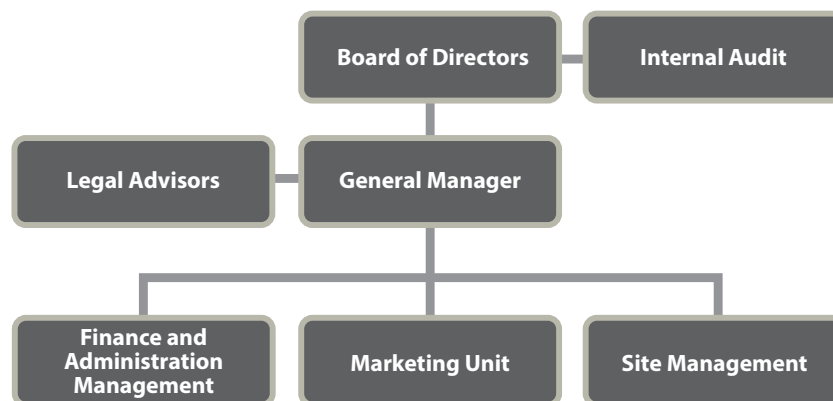 Board of Directors
Internal Audit
Legal Advisors
General Manager
Finance and
Administration
Management
Marketing Unit
Site Management